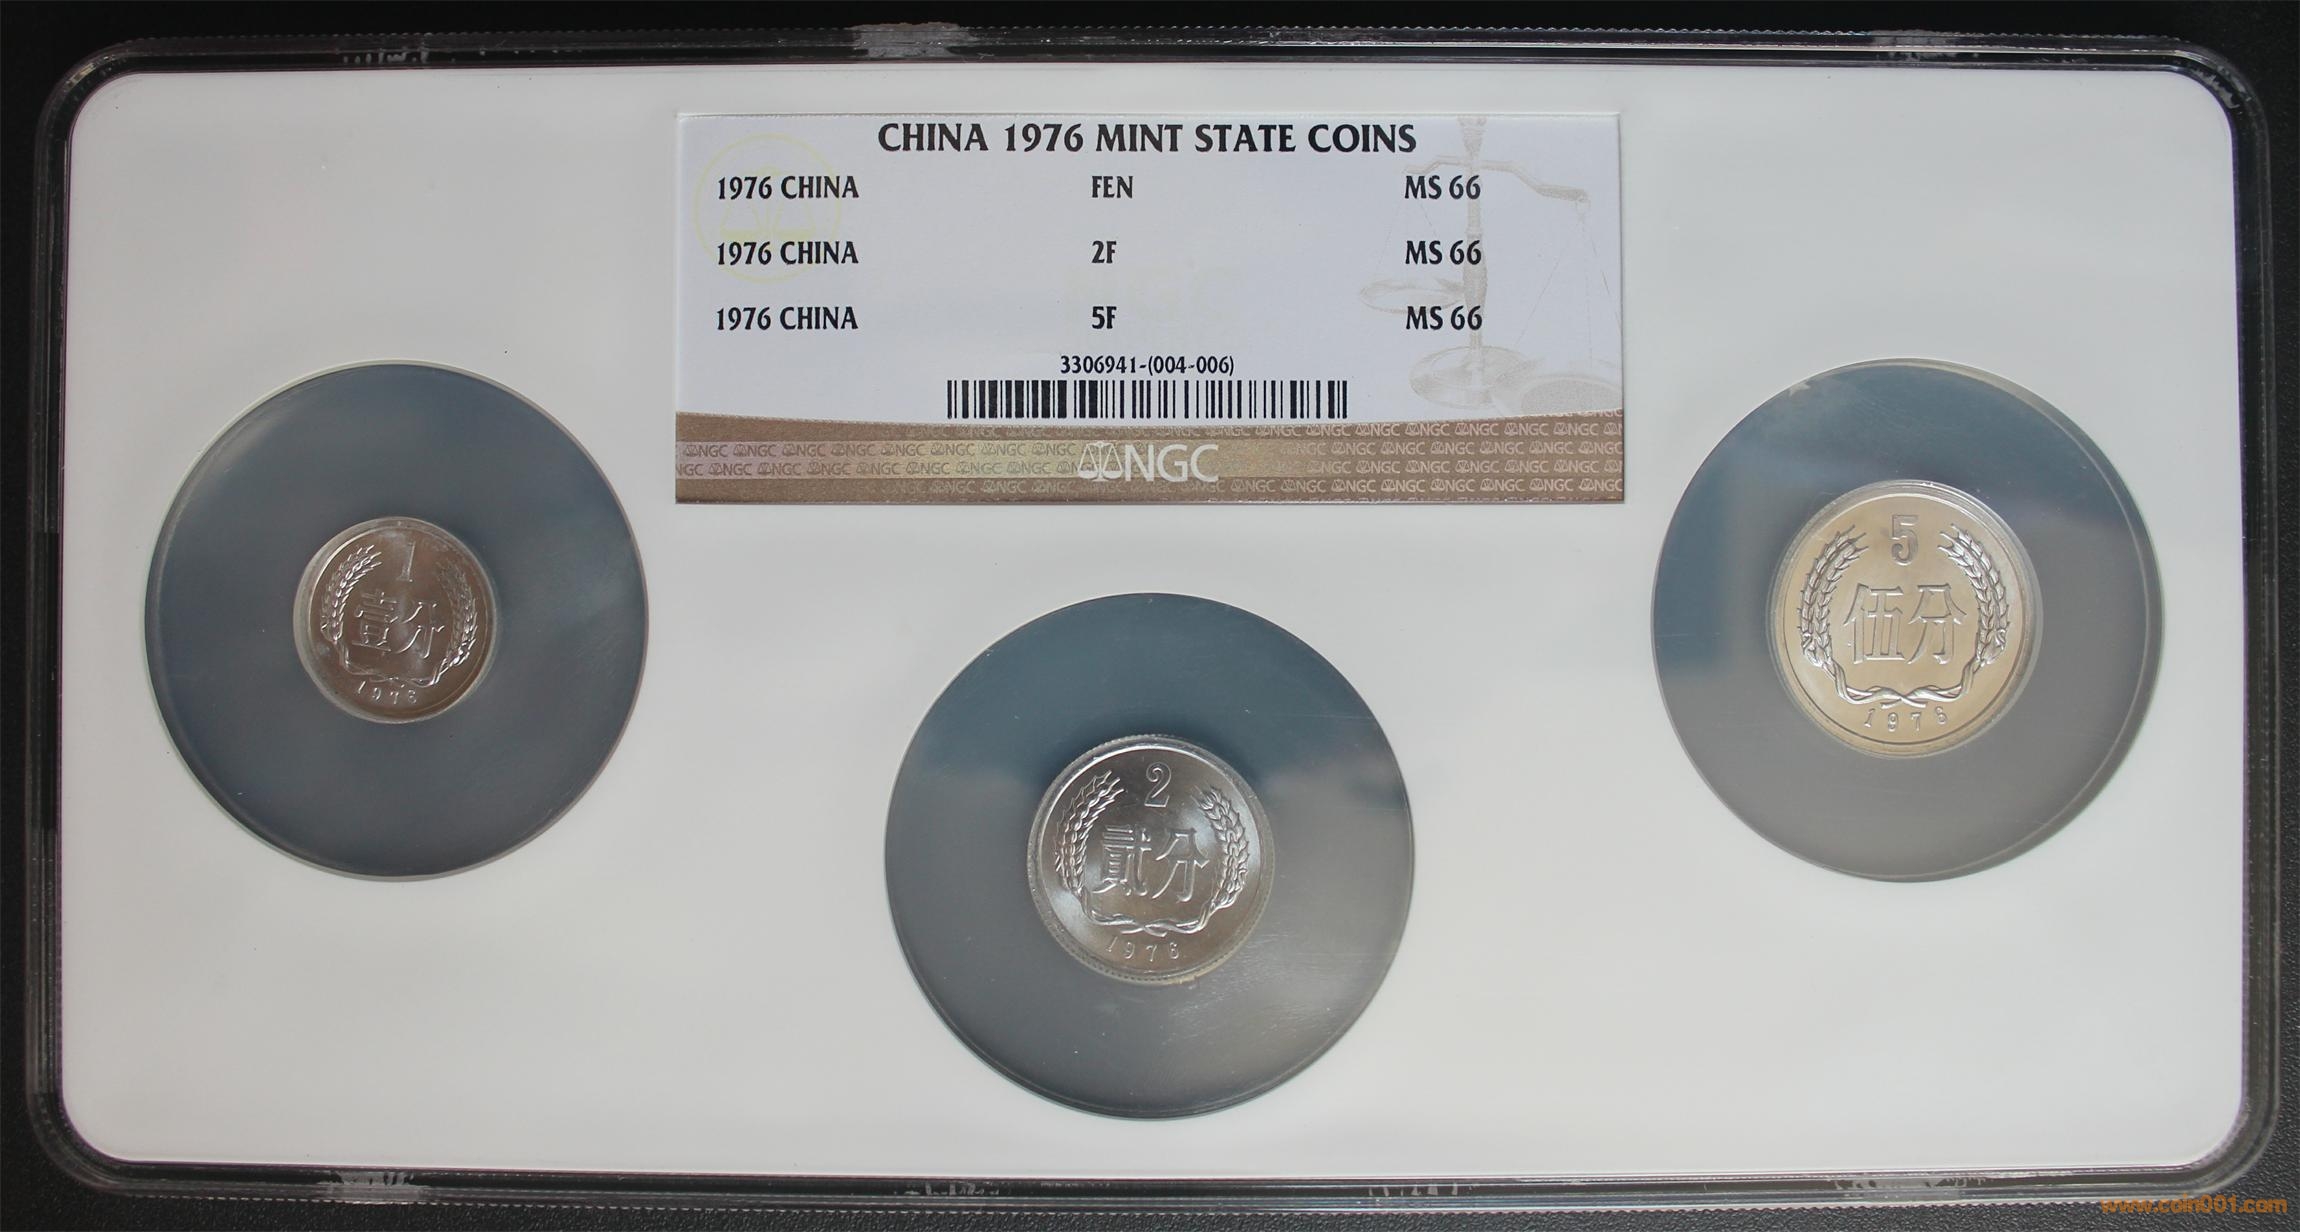 CHINA 1976 MINT STATE COINS
1976 CHINA FEN MS 66
1976 CHINA 2F MS 66
1976 CHINA 5F MS 66
3306941-(004-006)
NGC
1
壹分
1976
2
貳分
1976
5
伍分
1976
www.coin001.com